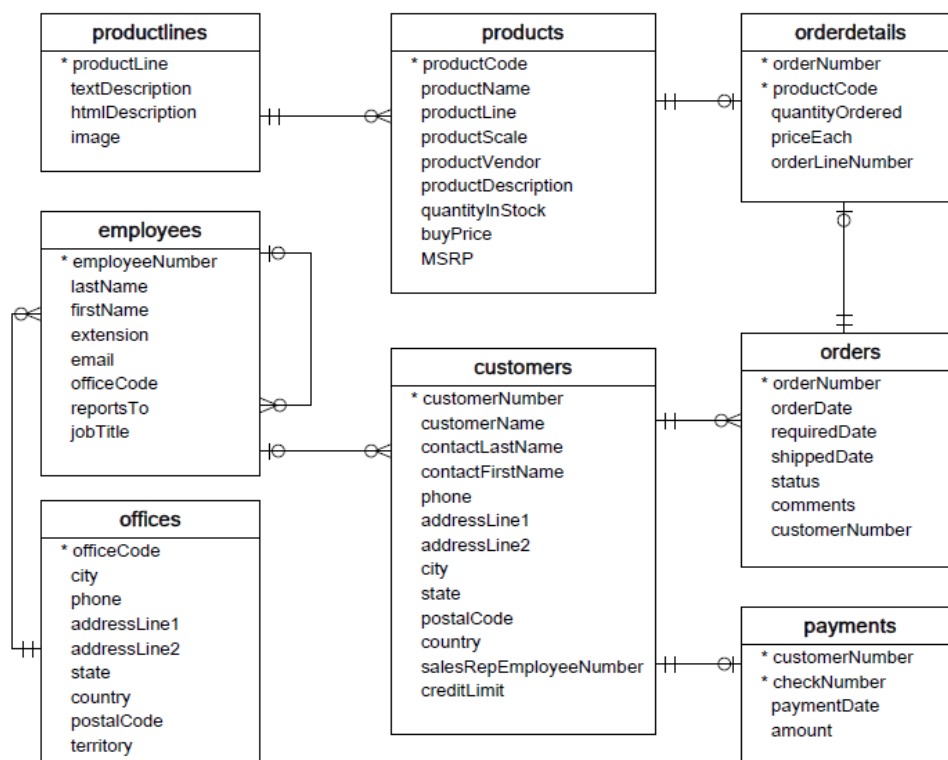 productlines
* productLine
textDescription
htmlDescription
image
products
* productCode
productName
productLine
productScale
productVendor
productDescription
quantityInStock
buyPrice
MSRP
orderdetails
* orderNumber
* productCode
quantityOrdered
priceEach
orderLineNumber
employees
* employeeNumber
lastName
firstName
extension
email
officeCode
reportsTo
jobTitle
customers
* customerNumber
customerName
contactLastName
contactFirstName
phone
addressLine1
addressLine2
city
state
postalCode
country
salesRepEmployeeNumber
creditLimit
orders
* orderNumber
orderDate
requiredDate
shippedDate
status
comments
customerNumber
offices
* officeCode
city
phone
addressLine1
addressLine2
state
country
postalCode
territory
payments
* customerNumber
* checkNumber
paymentDate
amount